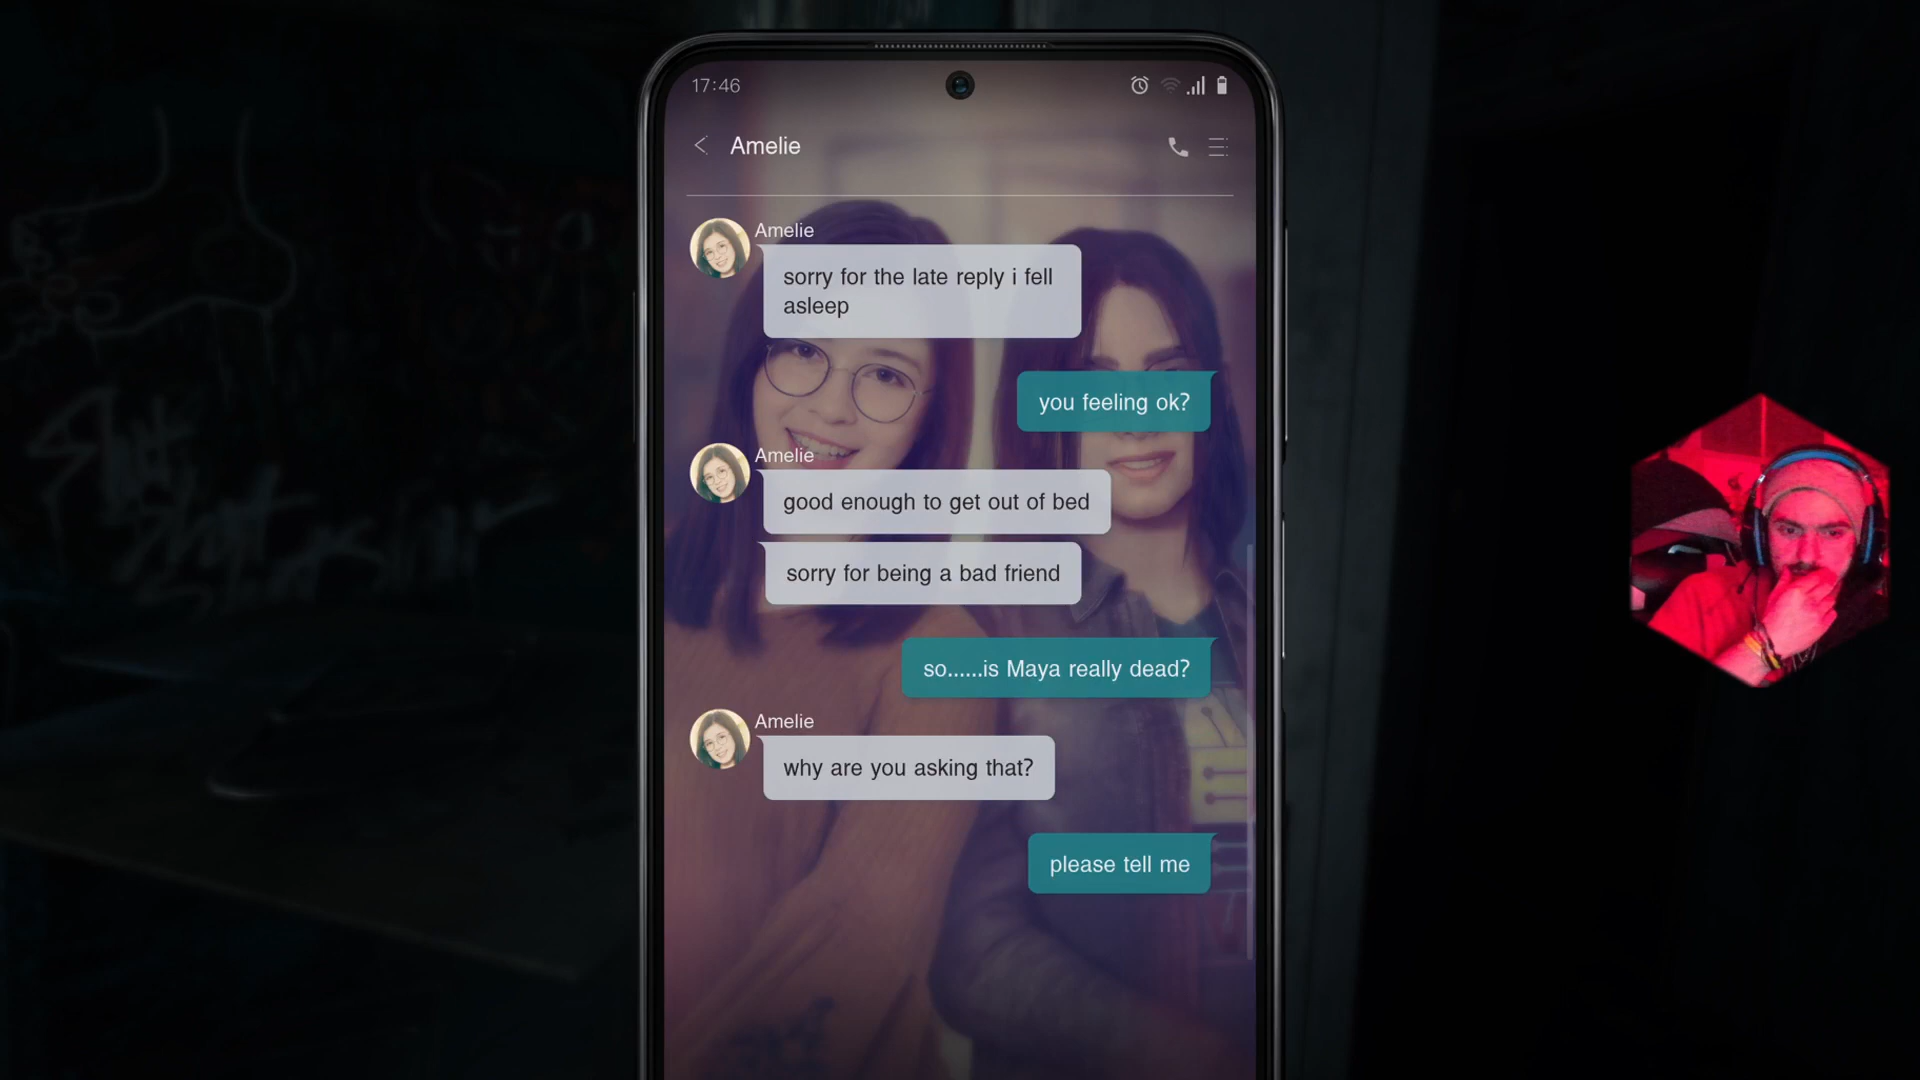 17:46
Amelie
Amelie
sorry for the late reply i fell
asleep
you feeling ok?
Amelie
good enough to get out of bed
sorry for being a bad friend
so......is Maya really dead?
Amelie
why are you asking that?
please tell me